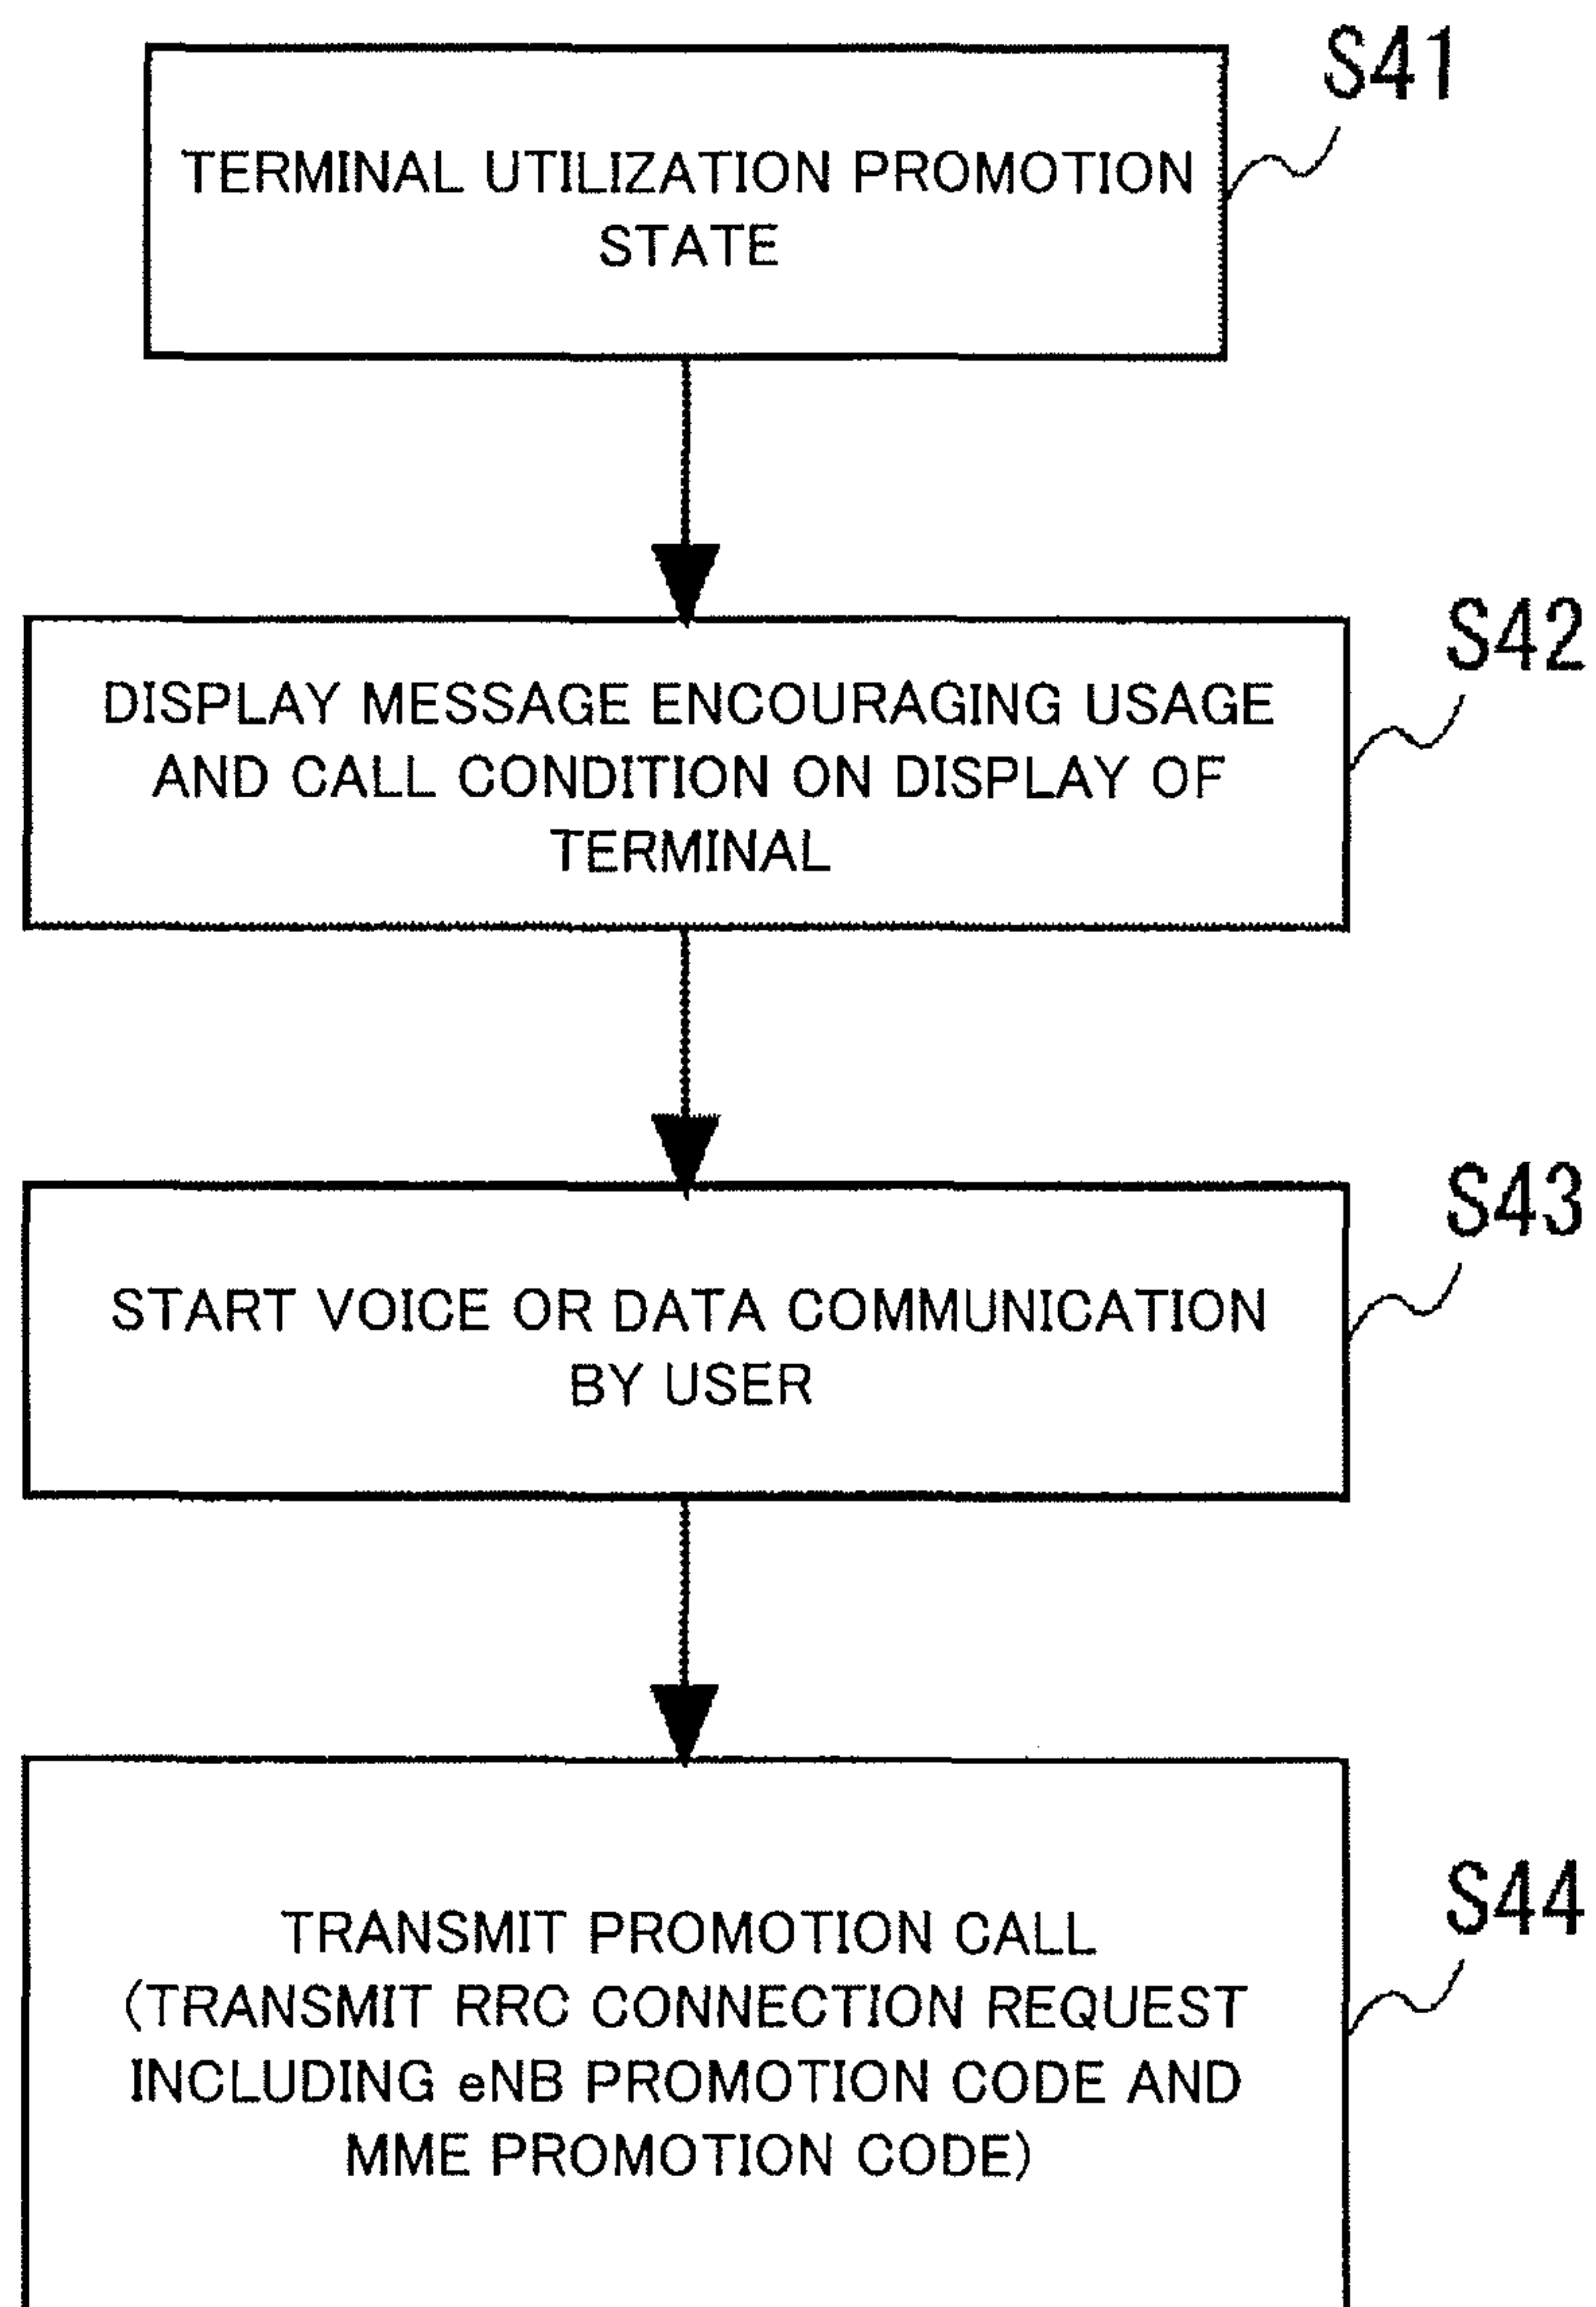 S41
TERMINAL UTILIZATION PROMOTION
STATE
S42
DISPLAY MESSAGE ENCOURAGING USAGE
AND CALL CONDITION ON DISPLAY OF
TERMINAL
S43
START VOICE OR DATA COMMUNICATION
BY USER
S44
TRANSMIT PROMOTION CALL
(TRANSMIT RRC CONNECTION REQUEST
INCLUDING eNB PROMOTION CODE AND
MME PROMOTION CODE)